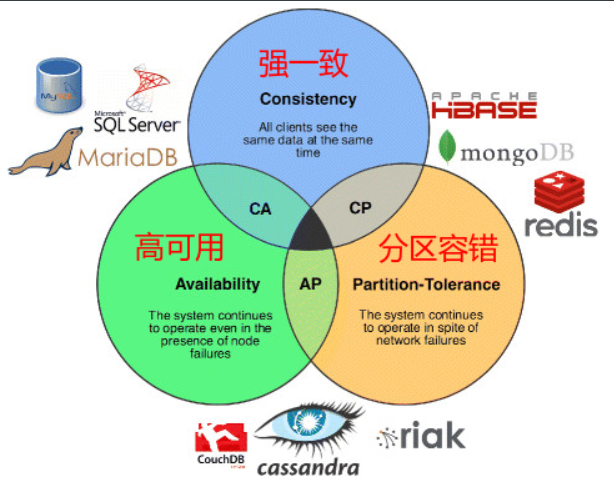 强一致
Consistency
All clients see the
same data at the same
time
MySQL
Microsoft
SQL Server
MariaDB
APACHE
HBASE
mongoDB
redis
CA
CP
高可用
Availability
The system continues
to operate even in the
presence of node
failures
AP
分区容错
Partition-Tolerance
The system continues
to operate in spite of
network failures
CouchDB
cassandra
riak